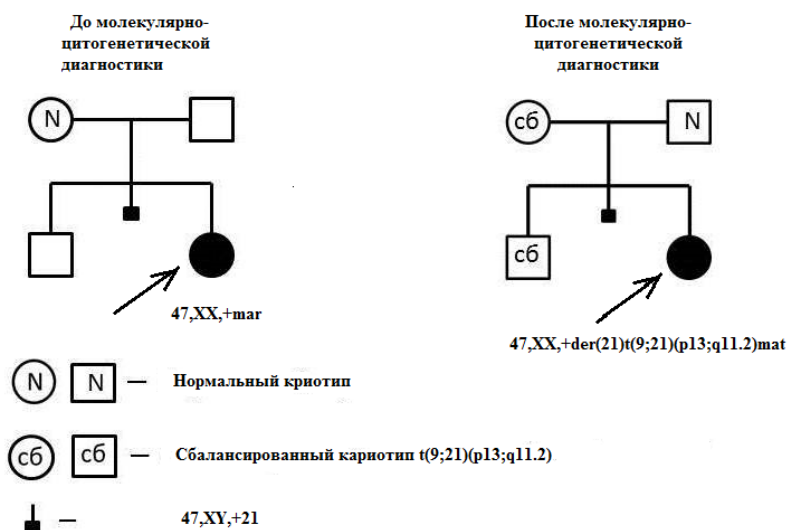 До молекулярно-
цитогенетической
диагностики
После молекулярно-
цитогенетической
диагностики
N
сб
N
сб
47,XX,+mar
47,XX,+der(21)t(9;21)(p13;q11.2)mat
N N — Нормальный криотип
сб сб — Сбалансированный кариотип t(9;21)(p13;q11.2)
— 47,XY,+21